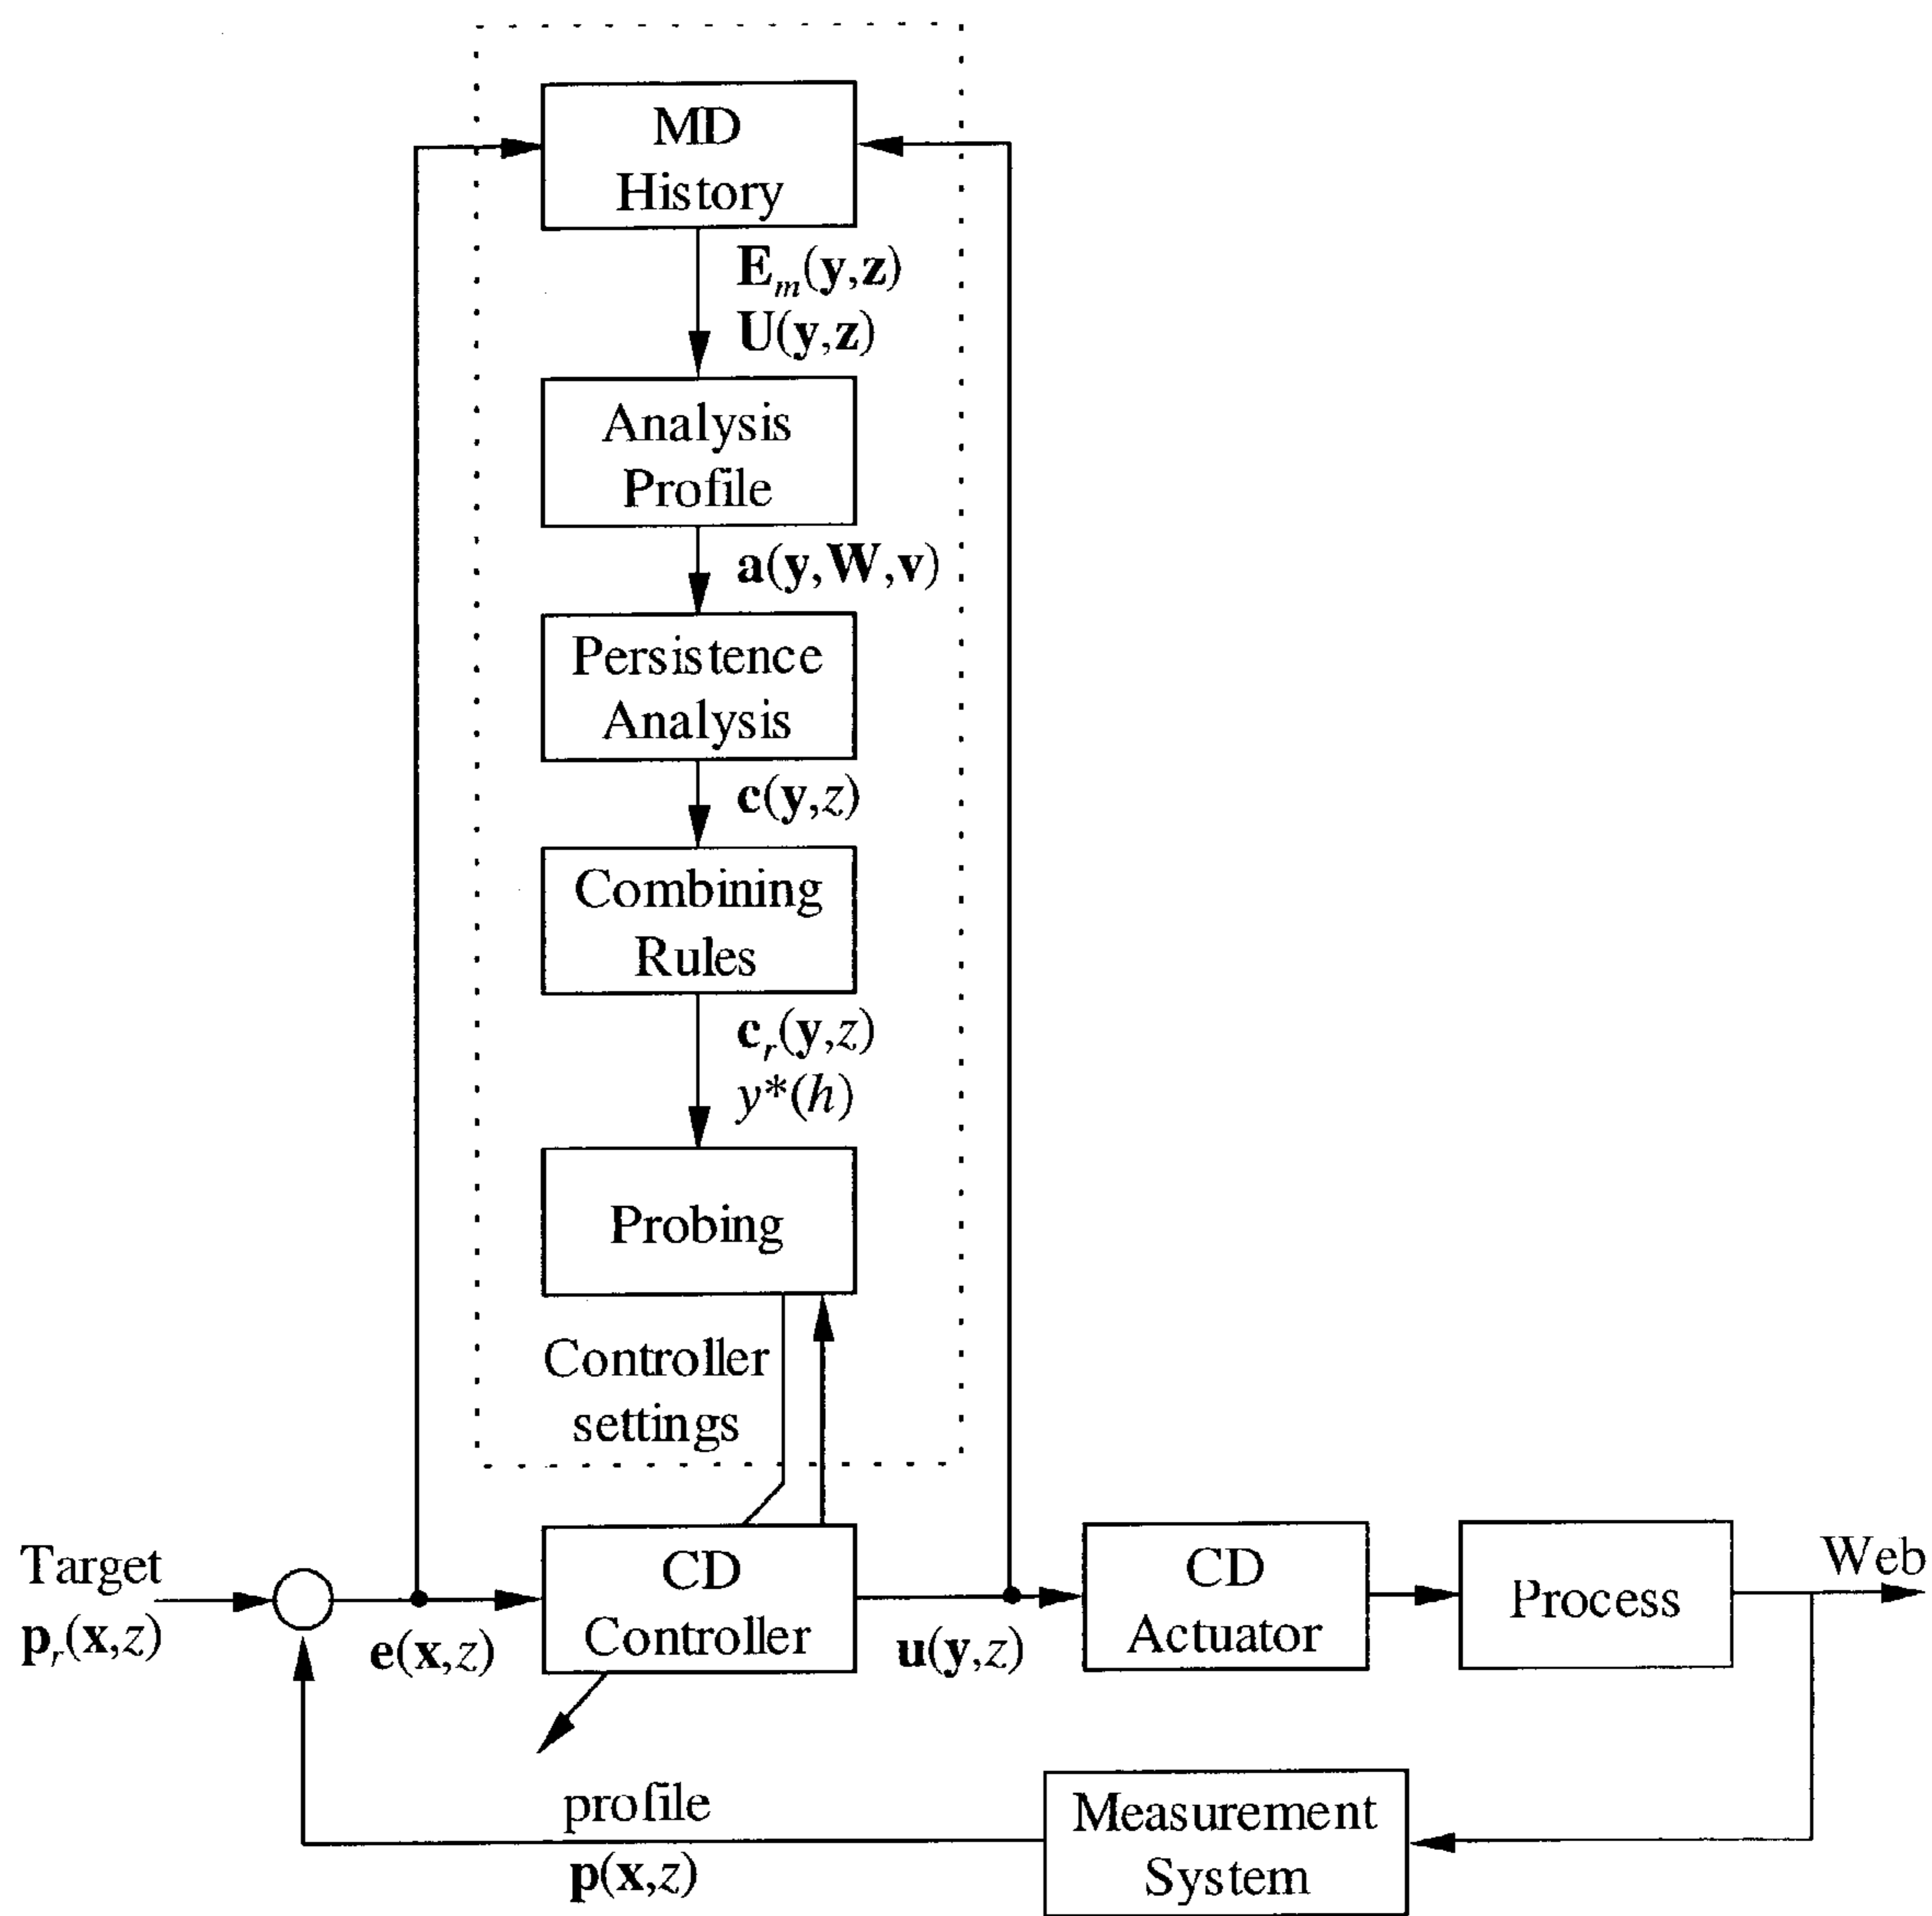 MD
History
E_m(y,z)
U(y,z)
Analysis
Profile
a(y,W,v)
Persistence
Analysis
c(y,z)
Combining
Rules
c_r(y,z)
y*(h)
Probing
Controller
settings
Target
p_r(x,z)
e(x,z)
CD
Controller
u(y,z)
CD
Actuator
Process
Web
profile
p(x,z)
Measurement
System